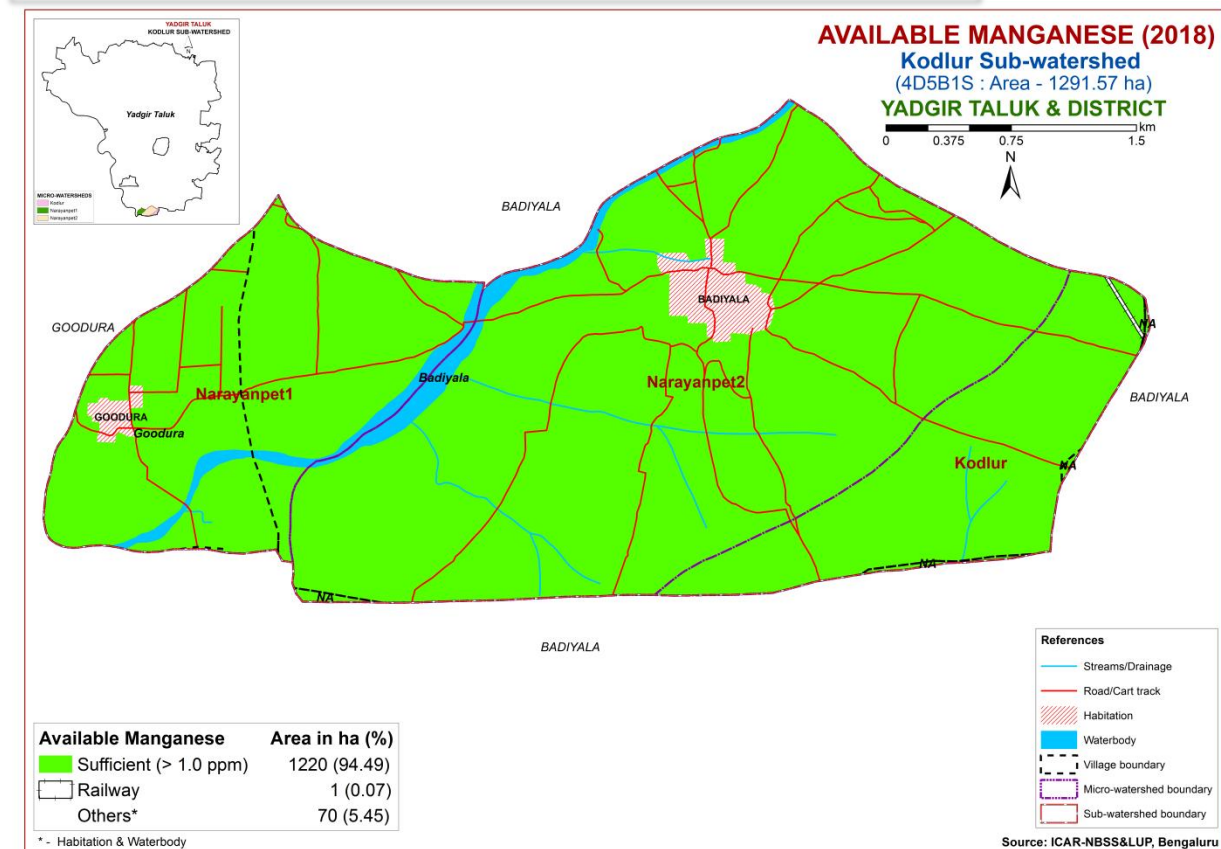 YADGIR TALUK
KODLUR SUB-WATERSHED
N
Yadgir Taluk
MICRO-WATERSHEDS
Kodlur
Narayanpet1
Narayanpet2
AVAILABLE MANGANESE (2018)
Kodlur Sub-watershed
(4D5B1S : Area - 1291.57 ha)
YADGIR TALUK & DISTRICT
km
0 0.375 0.75 1.5
N
BADIYALA
GOODURA
BADIYALA
NA
Badiyala
Narayanpet1
Narayanpet2
BADIYALA
GOODURA
Goodura
Kodlur
NA
NA
NA
BADIYALA
Available Manganese Area in ha (%)
Sufficient (> 1.0 ppm) 1220 (94.49)
Railway 1 (0.07)
Others* 70 (5.45)
* - Habitation & Waterbody
References
Streams/Drainage
Road/Cart track
Habitation
Waterbody
Village boundary
Micro-watershed boundary
Sub-watershed boundary
Source: ICAR-NBSS&LUP, Bengaluru